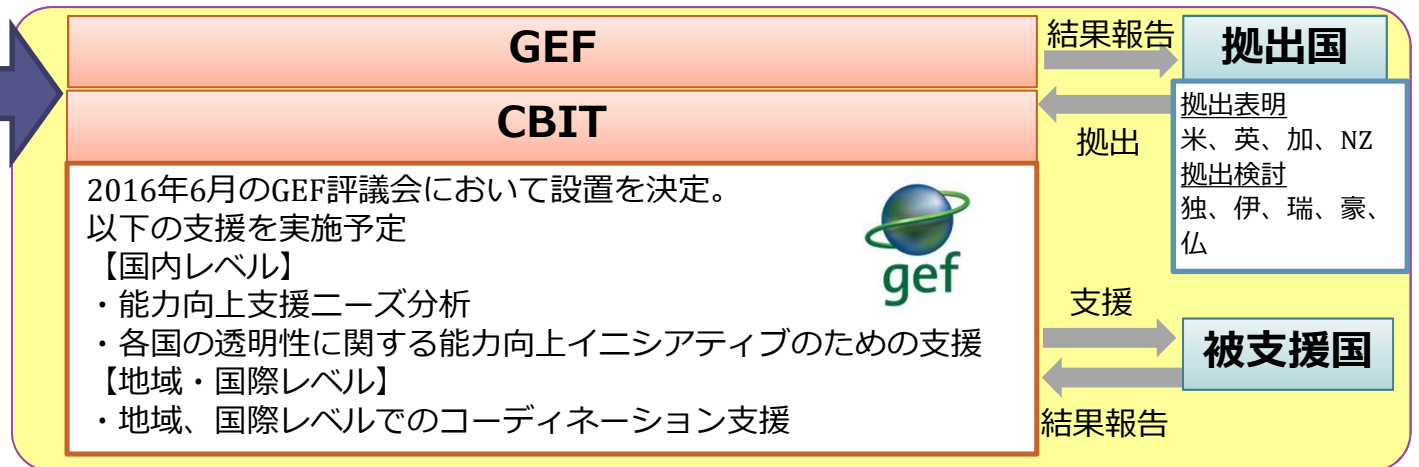 GEF
CBIT
2016年6月のGEF評議会において設置を決定。
以下の支援を実施予定
【国内レベル】
・能力向上支援ニーズ分析
・各国の透明性に関する能力向上イニシアティブのための支援
【地域・国際レベル】
・地域、国際レベルでのコーディネーション支援
gef
結果報告
拠出
拠出国
拠出表明
米、英、加、NZ
拠出検討
独、伊、瑞、豪、
仏
支援
結果報告
被支援国